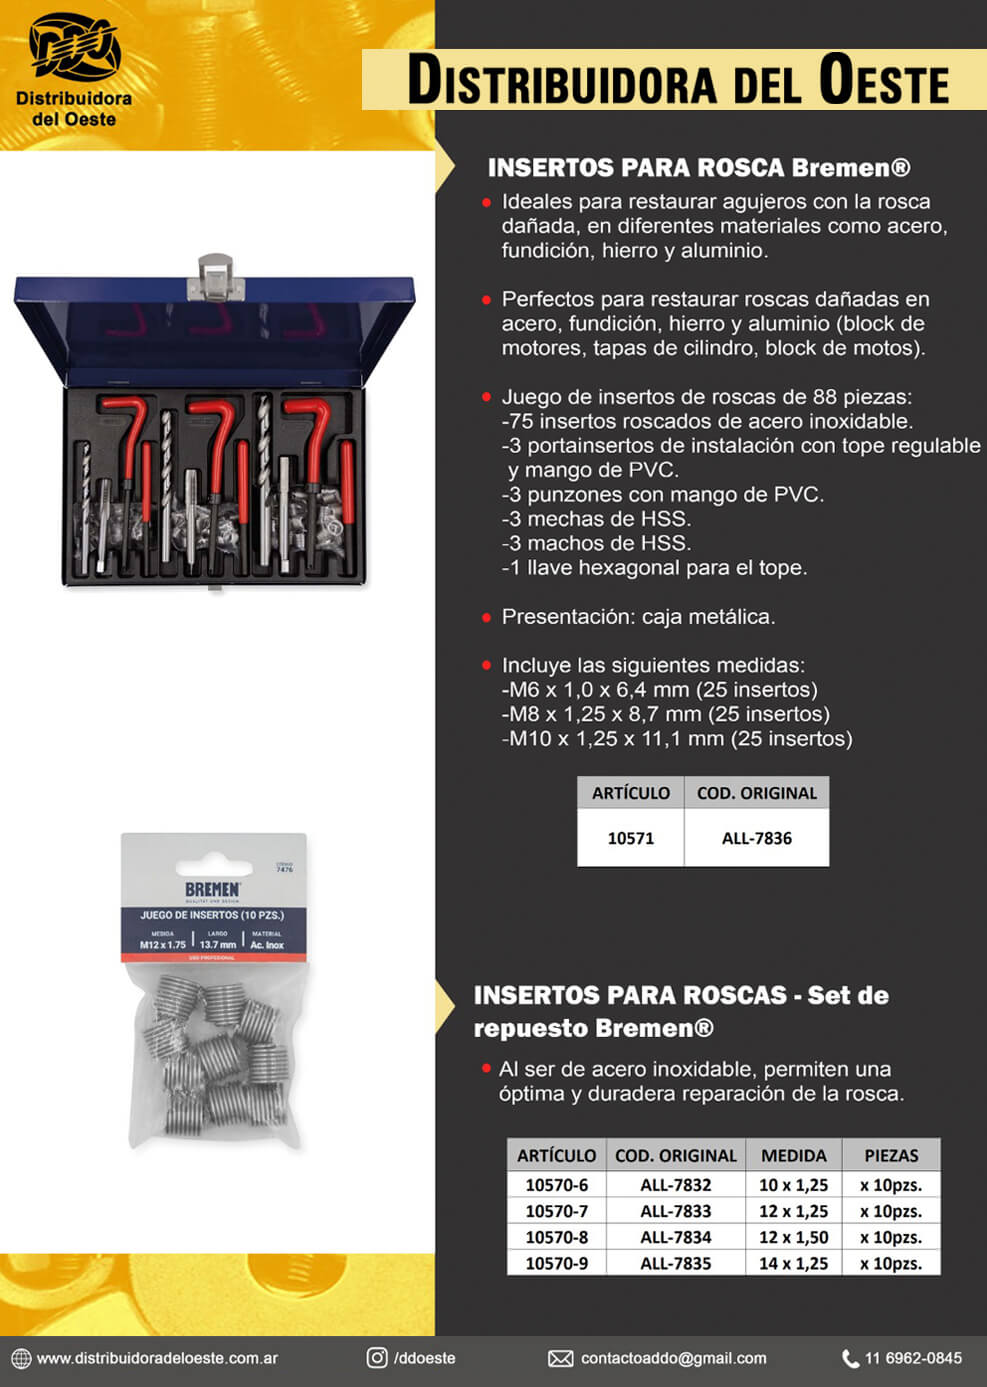 DDO
Distribuidora
del Oeste
DISTRIBUIDORA DEL OESTE
INSERTOS PARA ROSCA Bremen®
Ideales para restaurar agujeros con la rosca
dañada, en diferentes materiales como acero,
fundición, hierro y aluminio.
Perfectos para restaurar roscas dañadas en
acero, fundición, hierro y aluminio (block de
motores, tapas de cilindro, block de motos).
Juego de insertos de roscas de 88 piezas:
-75 insertos roscados de acero inoxidable.
-3 portainsertos de instalación con tope regulable
y mango de PVC.
-3 punzones con mango de PVC.
-3 mechas de HSS.
-3 machos de HSS.
-1 llave hexagonal para el tope.
Presentación: caja metálica.
Incluye las siguientes medidas:
-M6 x 1,0 x 6,4 mm (25 insertos)
-M8 x 1,25 x 8,7 mm (25 insertos)
-M10 x 1,25 x 11,1 mm (25 insertos)
ARTÍCULO COD. ORIGINAL
10571 ALL-7836
CÓDIGO
7476
BREMEN®
QUALITÄT UND DESIGN
JUEGO DE INSERTOS (10 PZS.)
MEDIDA LARGO MATERIAL
M12 x 1.75 13.7 mm Ac. Inox
USO PROFESIONAL
INSERTOS PARA ROSCAS - Set de
repuesto Bremen®
Al ser de acero inoxidable, permiten una
óptima y duradera reparación de la rosca.
ARTÍCULO COD. ORIGINAL MEDIDA PIEZAS
10570-6 ALL-7832 10 x 1,25 x 10pzs.
10570-7 ALL-7833 12 x 1,25 x 10pzs.
10570-8 ALL-7834 12 x 1,50 x 10pzs.
10570-9 ALL-7835 14 x 1,25 x 10pzs.
www.distribuidoradeloeste.com.ar /ddoeste contactoaddo@gmail.com 11 6962-0845